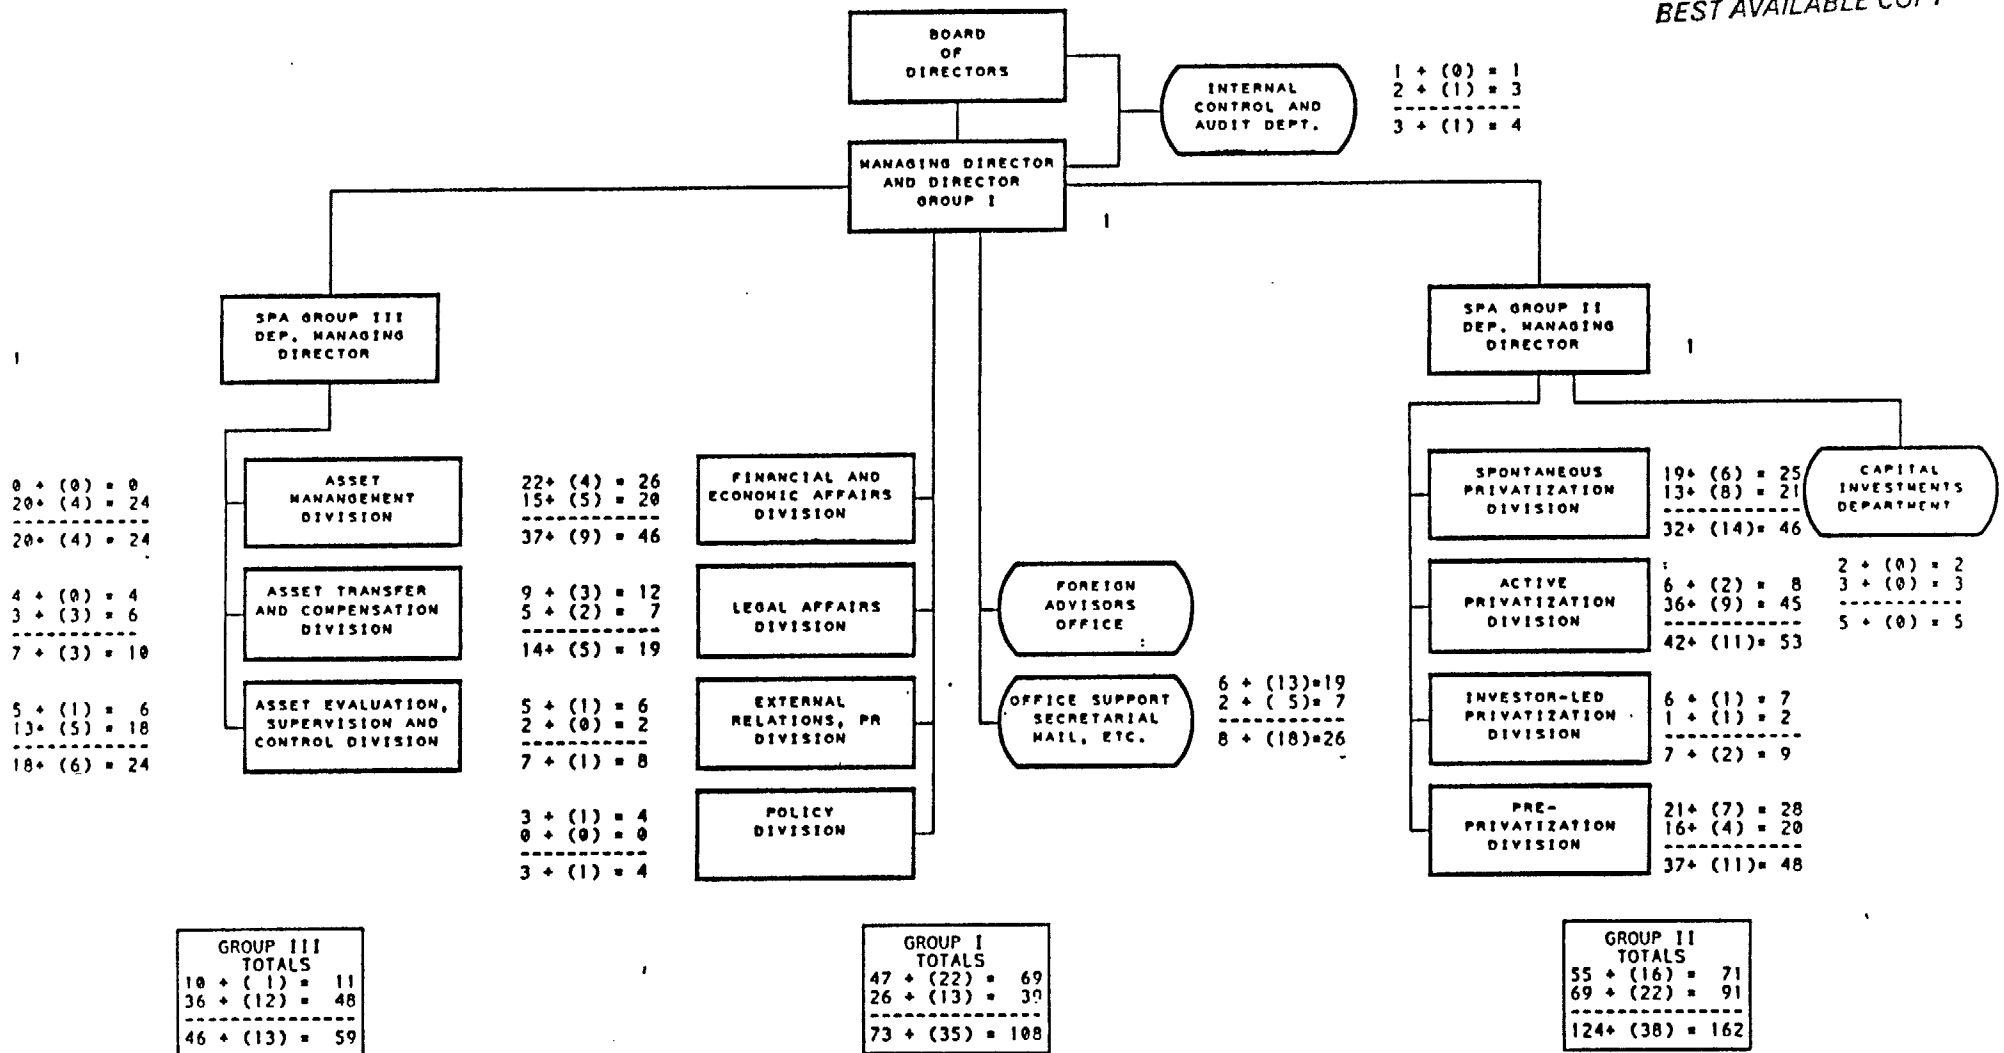 BEST AVAILABLE COPY
BOARD
OF
DIRECTORS
INTERNAL
CONTROL AND
AUDIT DEPT.
1 + (0) = 1
2 + (1) = 3
3 + (1) = 4
MANAGING DIRECTOR
AND DIRECTOR
GROUP I
1
SPA GROUP III
DEP. MANAGING
DIRECTOR
1
SPA GROUP II
DEP. MANAGING
DIRECTOR
1
0 + (0) = 0
20+ (4) = 24
20+ (4) = 24
ASSET
MANANGEMENT
DIVISION
4 + (0) = 4
3 + (3) = 6
7 + (3) = 10
ASSET TRANSFER
AND COMPENSATION
DIVISION
5 + (1) = 6
13+ (5) = 18
18+ (6) = 24
ASSET EVALUATION,
SUPERVISION AND
CONTROL DIVISION
22+ (4) = 26
15+ (5) = 20
37+ (9) = 46
FINANCIAL AND
ECONOMIC AFFAIRS
DIVISION
9 + (3) = 12
5 + (2) = 7
14+ (5) = 19
LEGAL AFFAIRS
DIVISION
5 + (1) = 6
2 + (0) = 2
7 + (1) = 8
EXTERNAL
RELATIONS, PR
DIVISION
3 + (1) = 4
0 + (0) = 0
3 + (1) = 4
POLICY
DIVISION
FOREIGN
ADVISORS
OFFICE
OFFICE SUPPORT
SECRETARIAL
MAIL, ETC.
6 + (13)=19
2 + ( 5)= 7
8 + (18)=26
SPONTANEOUS
PRIVATIZATION
DIVISION
19+ (6) = 25
13+ (8) = 21
32+ (14)= 46
CAPITAL
INVESTMENTS
DEPARTMENT
2 + (0) = 2
3 + (0) = 3
5 + (0) = 5
ACTIVE
PRIVATIZATION
DIVISION
6 + (2) = 8
36+ (9) = 45
42+ (11)= 53
INVESTOR-LED
PRIVATIZATION
DIVISION
6 + (1) = 7
1 + (1) = 2
7 + (2) = 9
PRE-
PRIVATIZATION
DIVISION
21+ (7) = 28
16+ (4) = 20
37+ (11)= 48
GROUP III
TOTALS
10 + ( 1) = 11
36 + (12) = 48
46 + (13) = 59
GROUP I
TOTALS
47 + (22) = 69
26 + (13) = 39
73 + (35) = 108
GROUP II
TOTALS
55 + (16) = 71
69 + (22) = 91
124+ (38) = 162